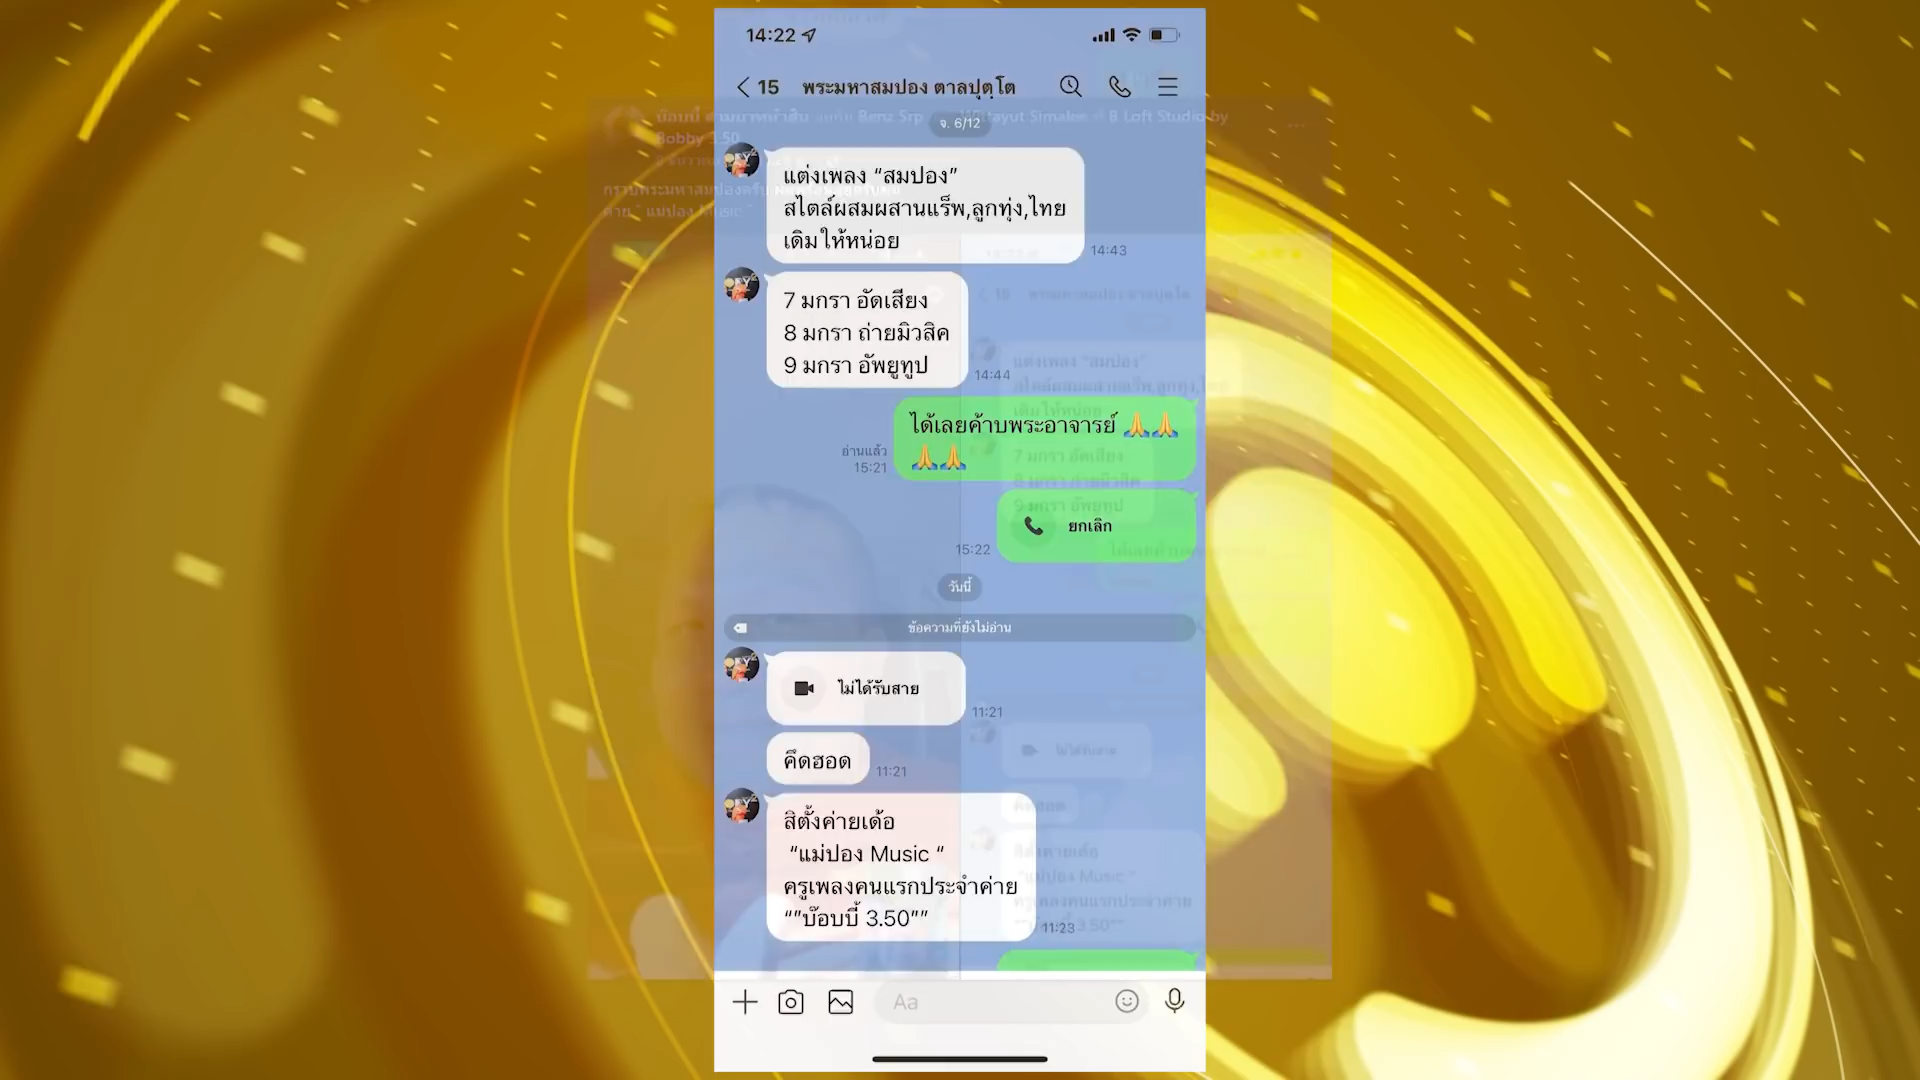 14:22
15 พระมหาสมปอง ตาลปุตฺโต
จ. 6/12
แต่งเพลง “สมปอง”
สไตล์ผสมผสานแร็พ,ลูกทุ่ง,ไทย
เดิมให้หน่อย
14:43
7 มกรา อัดเสียง
8 มกรา ถ่ายมิวสิค
9 มกรา อัพยูทูป
14:44
ได้เลยค้าบพระอาจารย์ 🙏🙏
🙏🙏
อ่านแล้ว
15:21
ยกเลิก
15:22
วันนี้
ข้อความที่ยังไม่อ่าน
ไม่ได้รับสาย
11:21
คึดฮอด
11:21
สิตั้งค่ายเด้อ
“แม่ปอง Music “
ครูเพลงคนแรกประจำค่าย
“”บ๊อบบี้ 3.50””
11:23
Aa